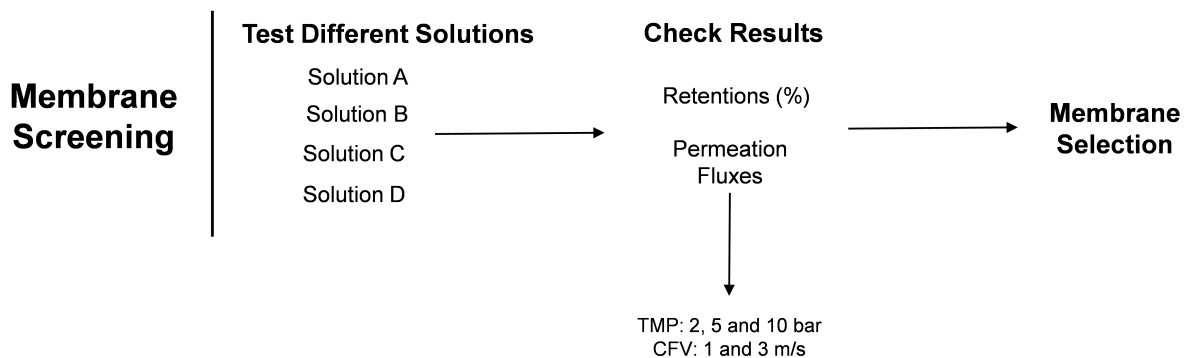 Membrane
Screening
Test Different Solutions
Solution A
Solution B
Solution C
Solution D
Check Results
Retentions (%)
Permeation
Fluxes
TMP: 2, 5 and 10 bar
CFV: 1 and 3 m/s
Membrane
Selection